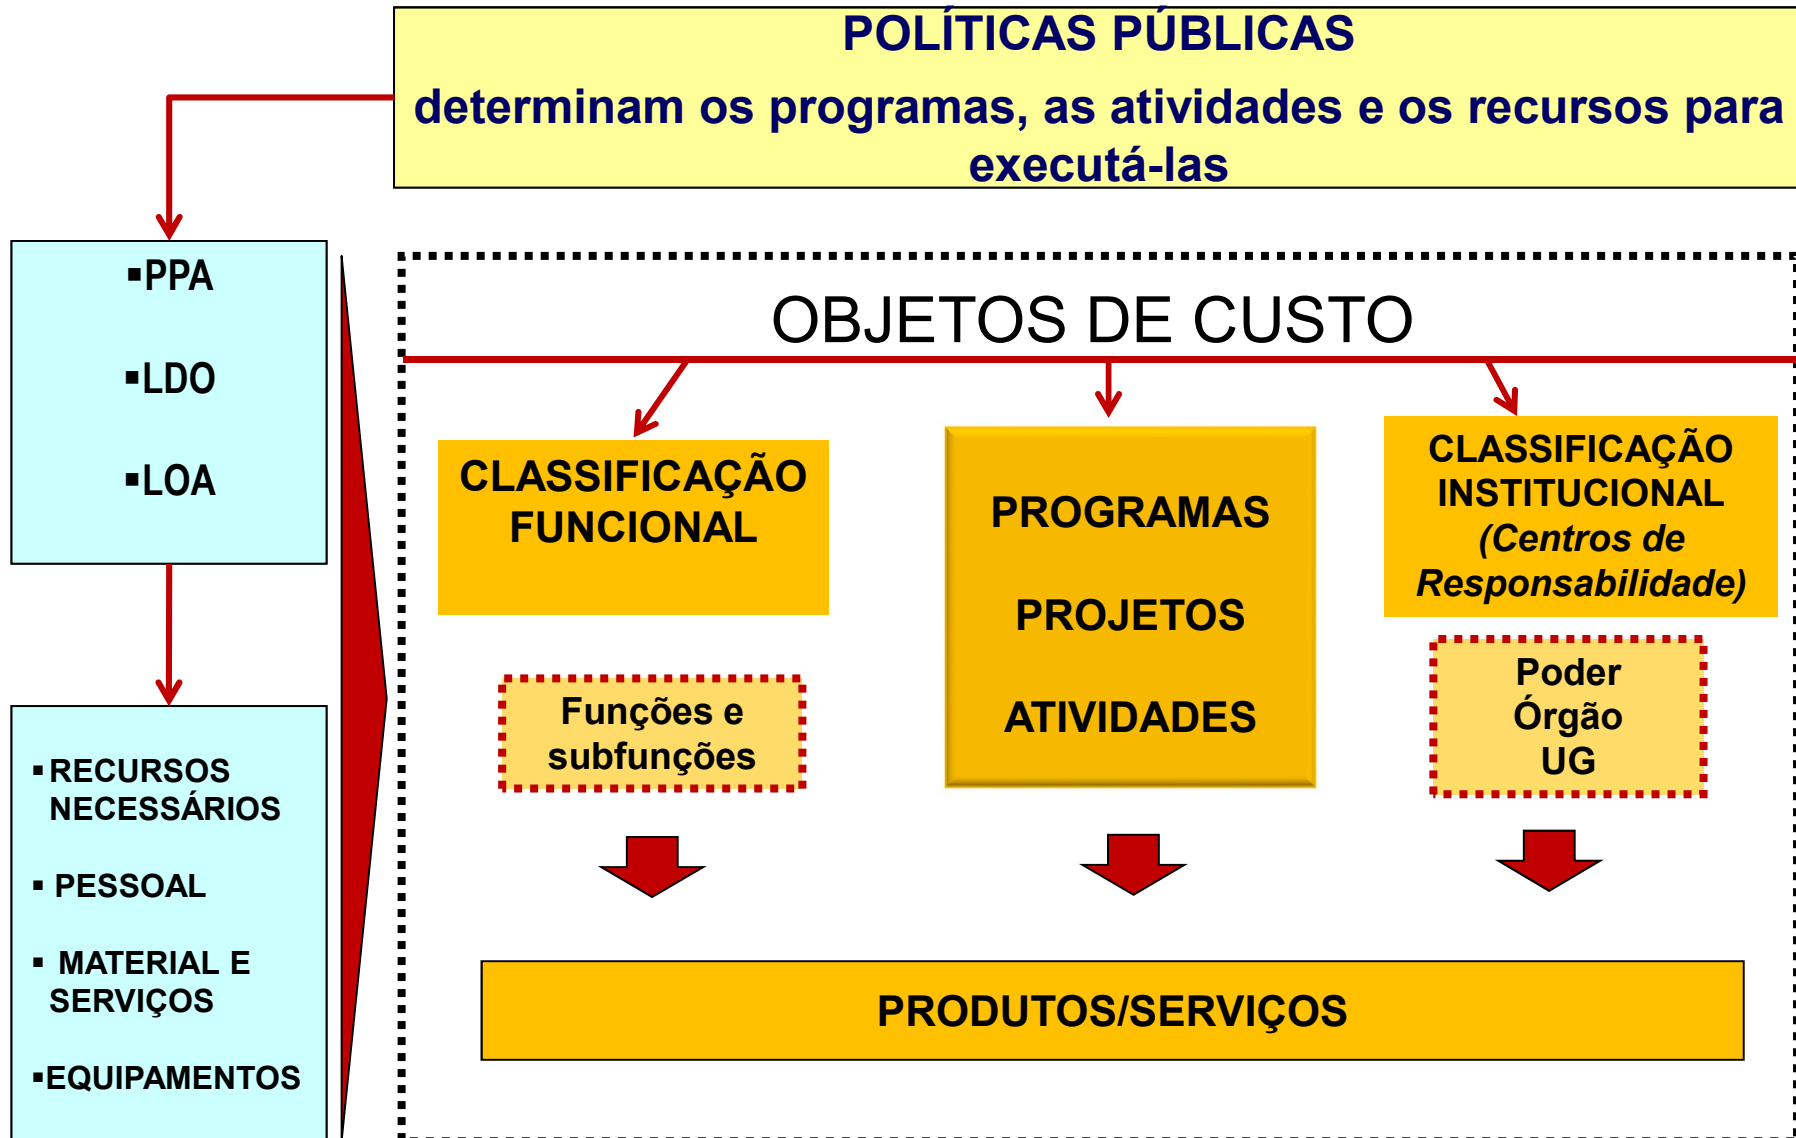 POLÍTICAS PÚBLICAS
determinam os programas, as atividades e os recursos para
executá-las
▪PPA
▪LDO
▪LOA
▪RECURSOS
NECESSÁRIOS
▪ PESSOAL
▪ MATERIAL E
SERVIÇOS
▪EQUIPAMENTOS
OBJETOS DE CUSTO
CLASSIFICAÇÃO
FUNCIONAL
Funções e
subfunções
PROGRAMAS
PROJETOS
ATIVIDADES
CLASSIFICAÇÃO
INSTITUCIONAL
(Centros de
Responsabilidade)
Poder
Órgão
UG
PRODUTOS/SERVIÇOS